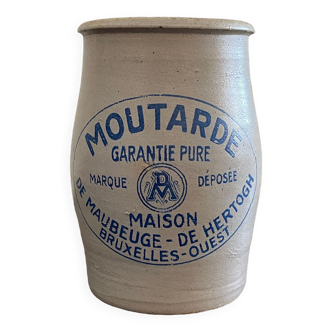 MOUTARDE
GARANTIE PURE
MARQUE DÉPOSÉE
MAISON
DE MAUBEUGE - DE HERTOGH
BRUXELLES-OUEST